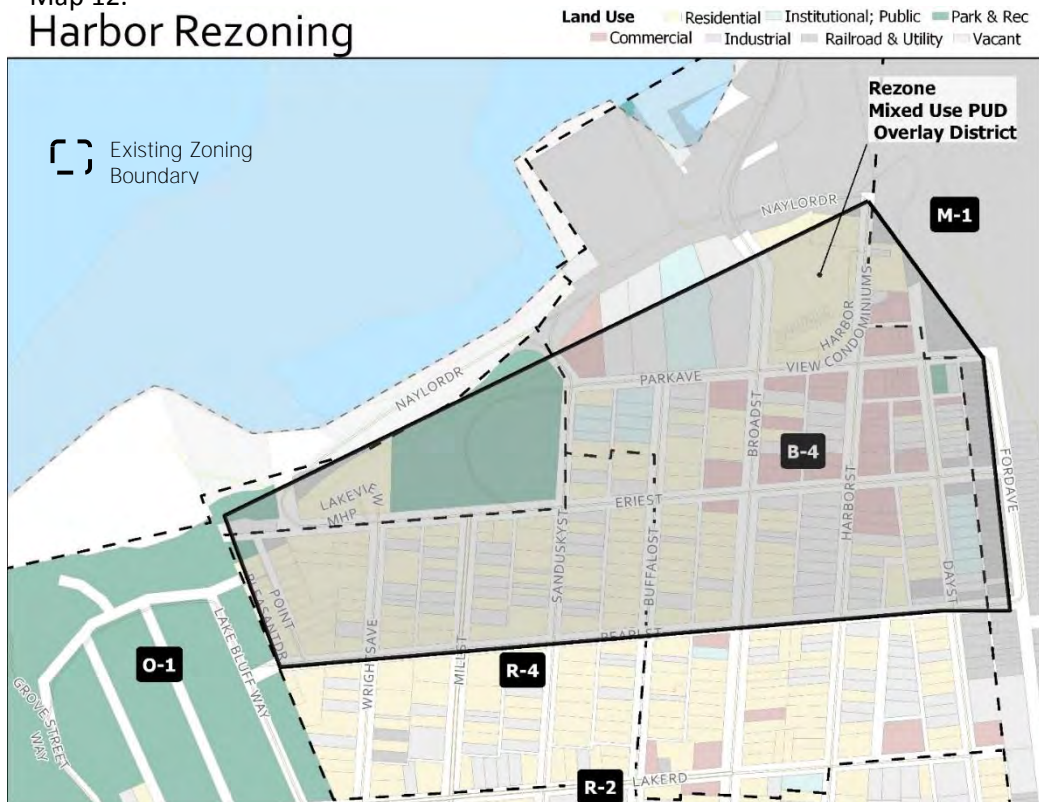 Map 12:
Harbor Rezoning
Land Use Residential Institutional; Public Park & Rec
Commercial Industrial Railroad & Utility Vacant
Existing Zoning
Boundary
Rezone
Mixed Use PUD
Overlay District
M-1
NAYLORDR
HARBOR
VIEW CONDOMINIUMS
PARKAVE
NAYLORDR
BROADST
B-4
FORDAVE
LAKEVIEW
MHP
ERIEST
HARBORST
SANDUSKYST
BUFFALOST
DAYST
POINT
PLEASANTDR
PEARLST
O-1
LAKE BLUFF WAY
WRIGHTSAVE
MILLST
R-4
GROVE STREET
WAY
R-2
LAKERD